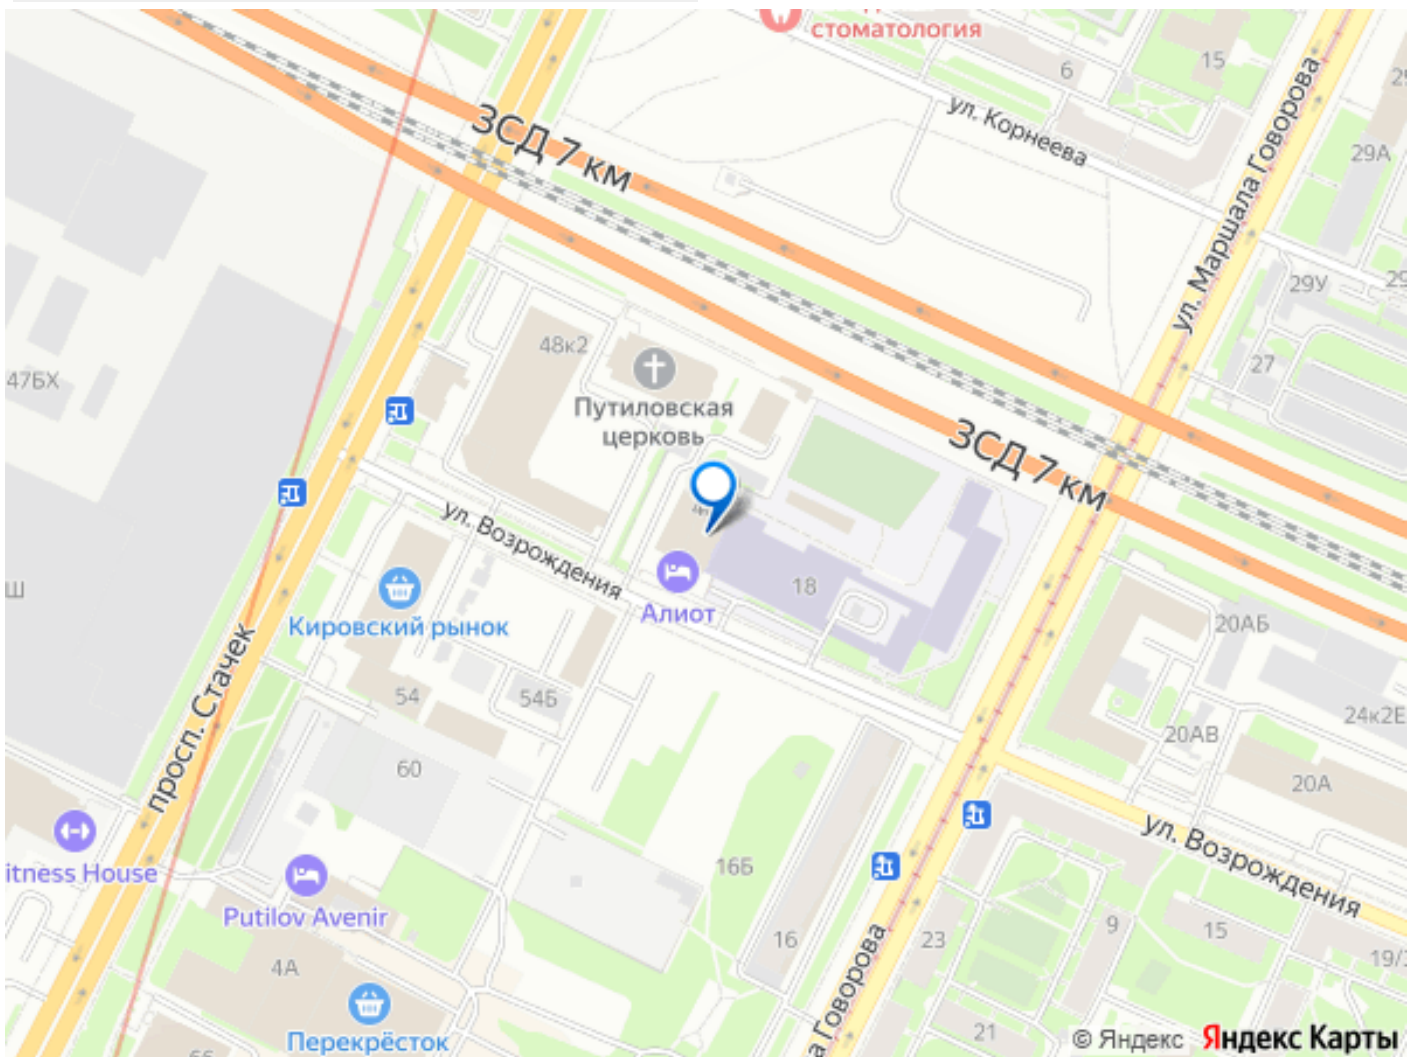 стоматология
6
15
ул. Корнеева
29А
ЗСД 7 км
ул. Маршала Говорова
29У
27
48к2
47БХ
Путиловская
церковь
ЗСД 7 км
ул. Возрождения
Алиот
18
Кировский рынок
54
54Б
20АБ
24к2Е
20АВ
20А
просп. Стачек
60
itness House
Putilov Avenir
16Б
ул. Возрождения
16
23
9
15
19/
4А
Говорова
21
Перекрёсток
© Яндекс Яндекс Карты